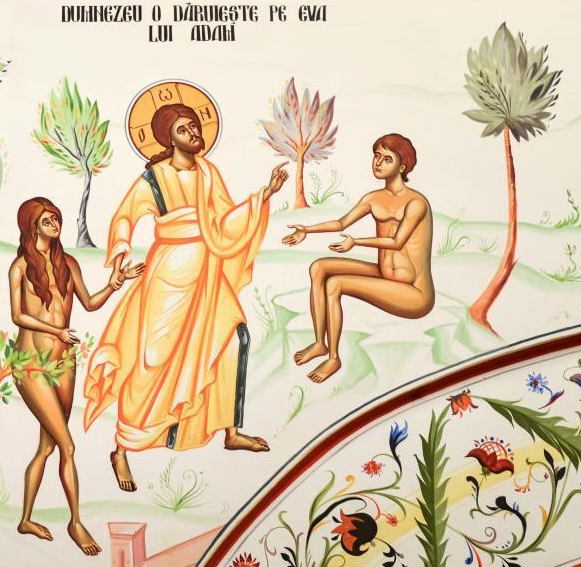 DUMNEZEU O DĂRUIEȘTE PE EVA
LUI ADAM
Ο Ω Ν